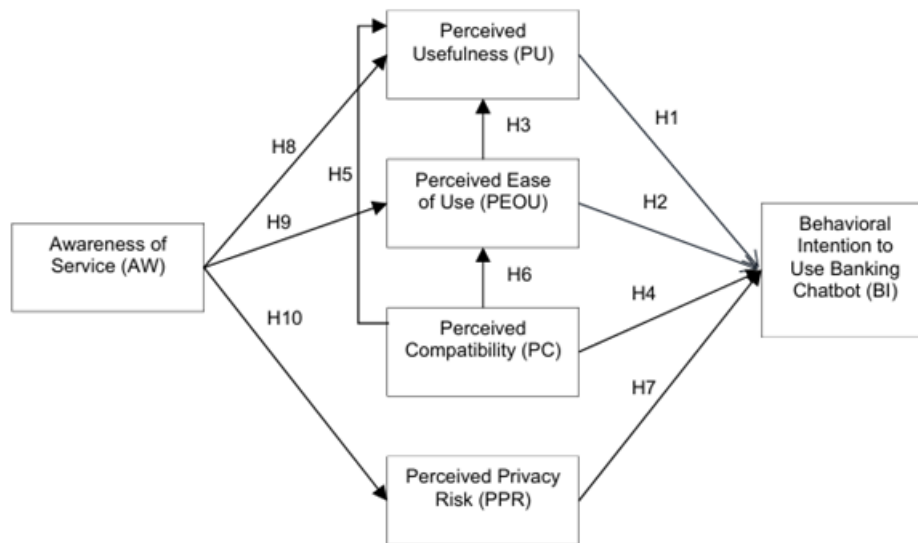 Perceived
Usefulness (PU)
H1
H3
H8
H5
Perceived Ease
of Use (PEOU)
H2
H9
Awareness of
Service (AW)
Behavioral
Intention to
Use Banking
Chatbot (BI)
H6
H4
H10
Perceived
Compatibility (PC)
H7
Perceived Privacy
Risk (PPR)